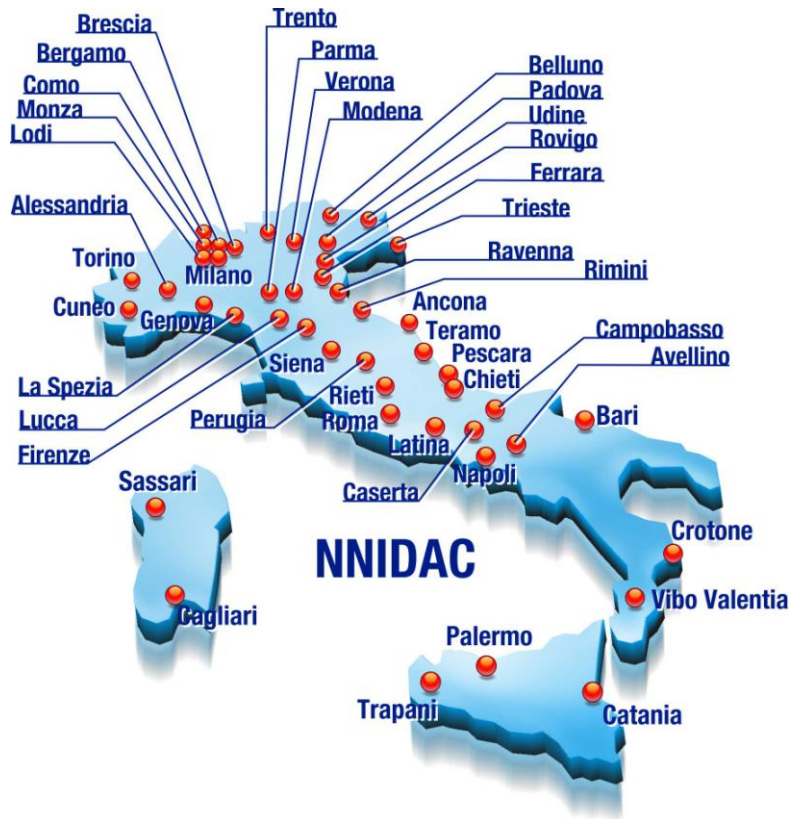 Brescia
Trento
Bergamo
Parma
Belluno
Como
Verona
Padova
Monza
Modena
Udine
Lodi
Rovigo
Ferrara
Alessandria
Trieste
Torino
Milano
Ravenna
Rimini
Cuneo
Genova
Ancona
Teramo
Campobasso
Pescara
Avellino
Siena
Chieti
La Spezia
Rieti
Lucca
Perugia
Roma
Bari
Firenze
Latina
Napoli
Sassari
Caserta
Crotone
NNIDAC
Vibo Valentia
Cagliari
Palermo
Trapani
Catania